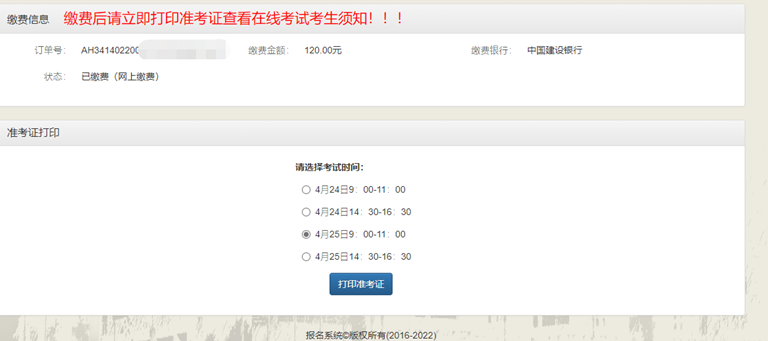 缴费信息 缴费后请立即打印准考证查看在线考试考生须知！！！
订单号: AH341402200 缴费金额: 120.00元 缴费银行: 中国建设银行
状态: 已缴费（网上缴费）
准考证打印
请选择考试时间:
4月24日9：00-11：00
4月24日14：30-16：30
4月25日9：00-11：00
4月25日14：30-16：30
打印准考证
报名系统©版权所有(2016-2022)